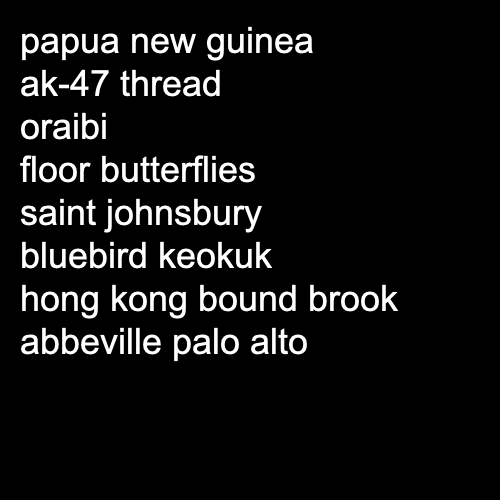 papua new guinea
ak-47 thread
oraibi
floor butterflies
saint johnsbury
bluebird keokuk
hong kong bound brook
abbeville palo alto